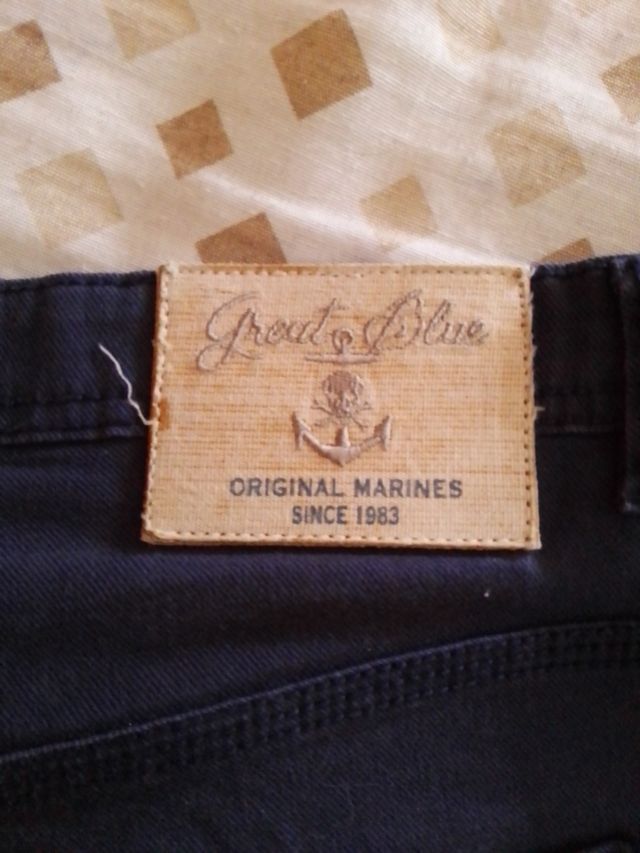 Great Blue
ORIGINAL MARINES
SINCE 1983